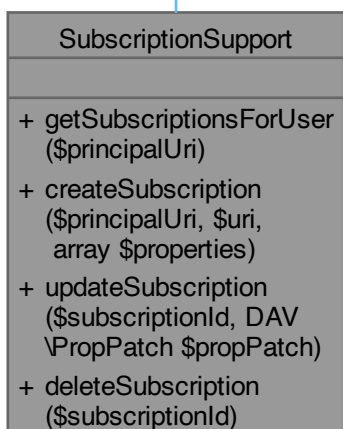 SubscriptionSupport
+ getSubscriptionsForUser
($principalUri)
+ createSubscription
($principalUri, $uri,
array $properties)
+ updateSubscription
($subscriptionId, DAV
\PropPatch $propPatch)
+ deleteSubscription
($subscriptionId)